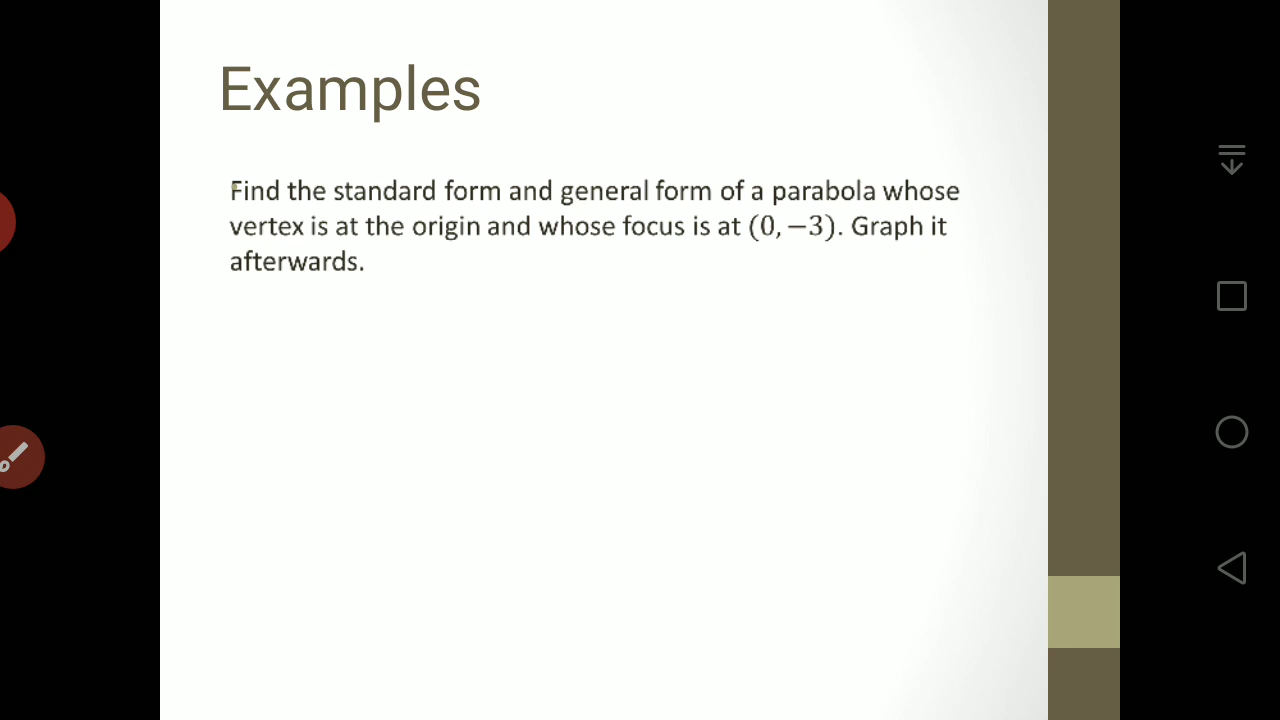 Examples
Find the standard form and general form of a parabola whose
vertex is at the origin and whose focus is at (0, −3). Graph it
afterwards.